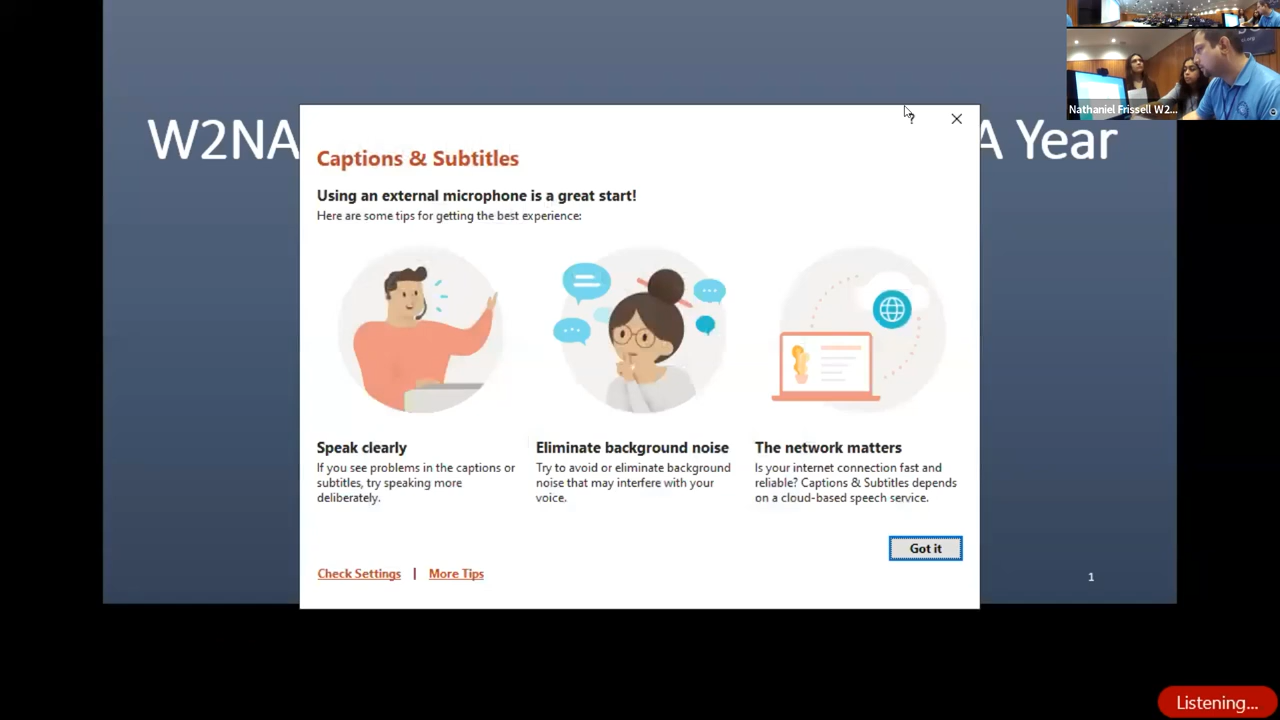 W2NA
A Year
Captions & Subtitles
Using an external microphone is a great start!
Here are some tips for getting the best experience:
Speak clearly
If you see problems in the captions or
subtitles, try speaking more
deliberately.
Eliminate background noise
Try to avoid or eliminate background
noise that may interfere with your
voice.
The network matters
Is your internet connection fast and
reliable? Captions & Subtitles depends
on a cloud-based speech service.
Got it
Check Settings | More Tips
1
Nathaniel Frissell W2...
Listening...